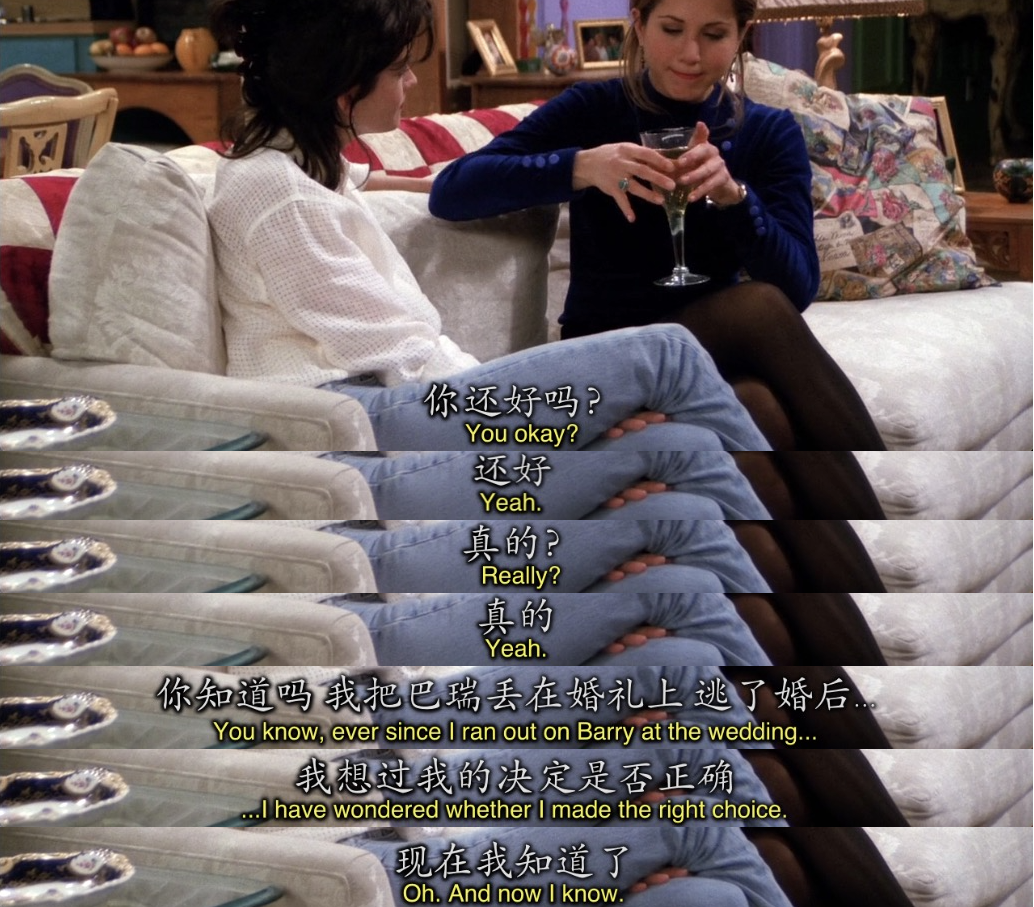 你还好吗?
You okay?
还好
Yeah.
真的?
Really?
真的
Yeah.
你知道吗 我把巴瑞丢在婚礼上 逃了婚后...
You know, ever since I ran out on Barry at the wedding...
我想过我的决定是否正确
...I have wondered whether I made the right choice.
现在我知道了
Oh. And now I know.